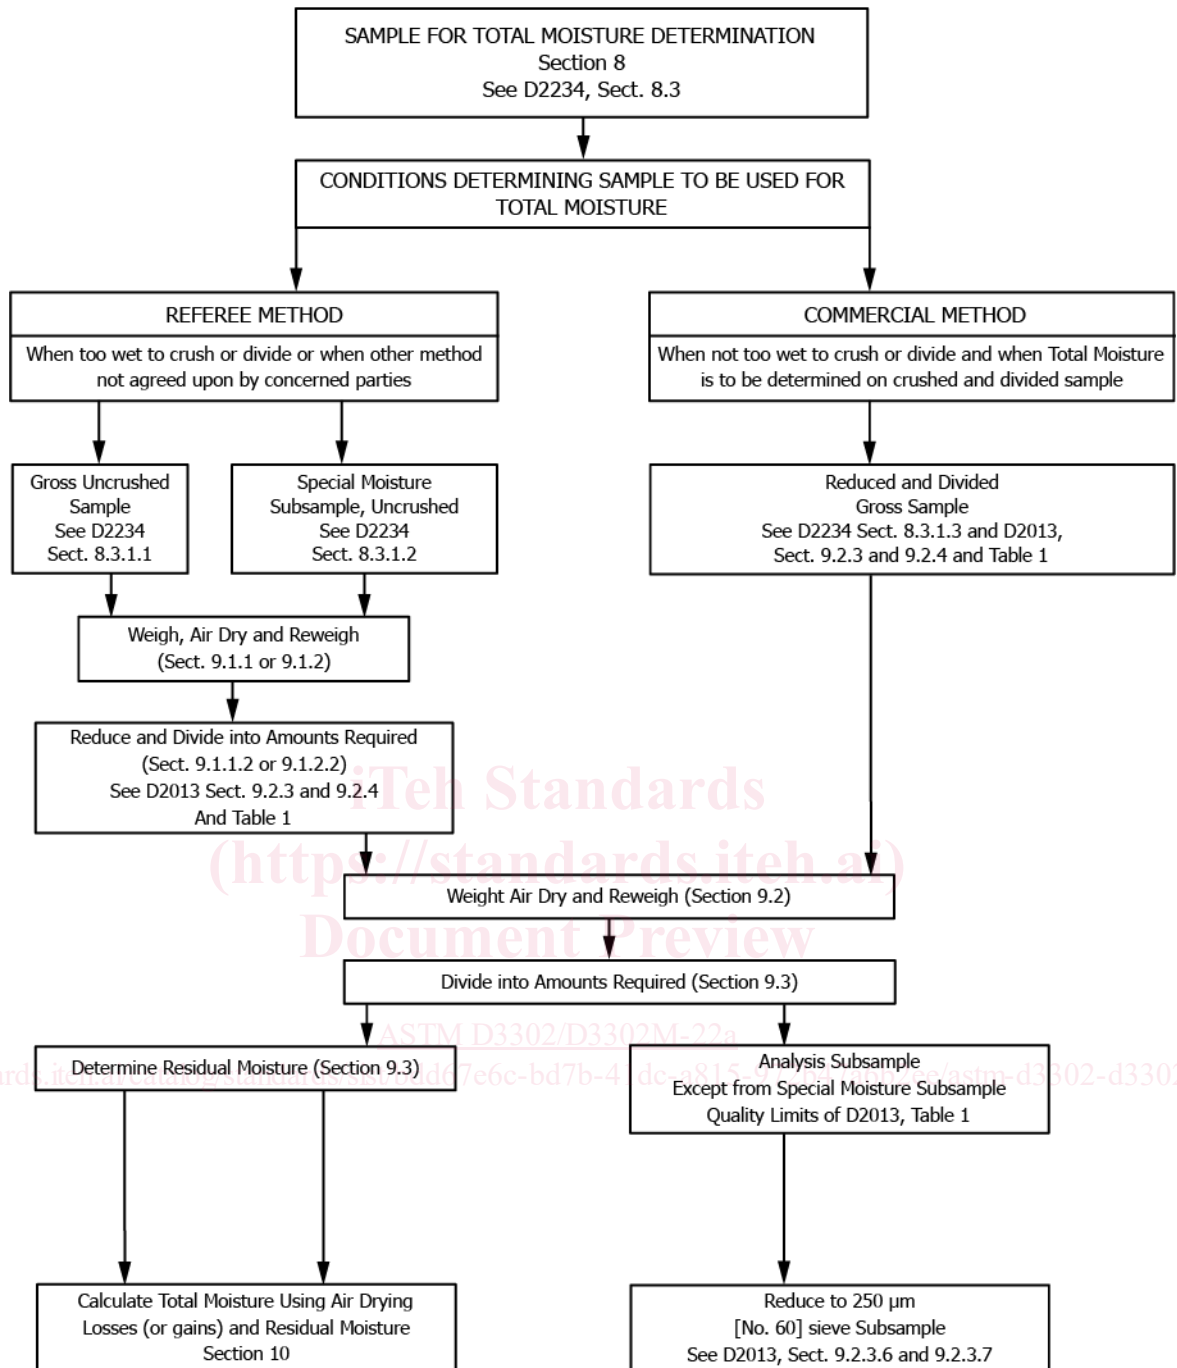 SAMPLE FOR TOTAL MOISTURE DETERMINATION
Section 8
See D2234, Sect. 8.3
CONDITIONS DETERMINING SAMPLE TO BE USED FOR
TOTAL MOISTURE
REFEREE METHOD
When too wet to crush or divide or when other method
not agreed upon by concerned parties
COMMERCIAL METHOD
When not too wet to crush or divide and when Total Moisture
is to be determined on crushed and divided sample
Gross Uncrushed
Sample
See D2234
Sect. 8.3.1.1
Special Moisture
Subsample, Uncrushed
See D2234
Sect. 8.3.1.2
Reduced and Divided
Gross Sample
See D2234 Sect. 8.3.1.3 and D2013,
Sect. 9.2.3 and 9.2.4 and Table 1
Weigh, Air Dry and Reweigh
(Sect. 9.1.1 or 9.1.2)
Reduce and Divide into Amounts Required
(Sect. 9.1.1.2 or 9.1.2.2)
See D2013 Sect. 9.2.3 and 9.2.4
And Table 1
iTeh Standards
(https://standards.iteh.ai)
Document Preview
Weight Air Dry and Reweigh (Section 9.2)
Divide into Amounts Required (Section 9.3)
ASTM D3302/D3302M-22a
Determine Residual Moisture (Section 9.3)
Analysis Subsample
Except from Special Moisture Subsample
Quality Limits of D2013, Table 1
Calculate Total Moisture Using Air Drying
Losses (or gains) and Residual Moisture
Section 10
Reduce to 250 µm
[No. 60] sieve Subsample
See D2013, Sect. 9.2.3.6 and 9.2.3.7